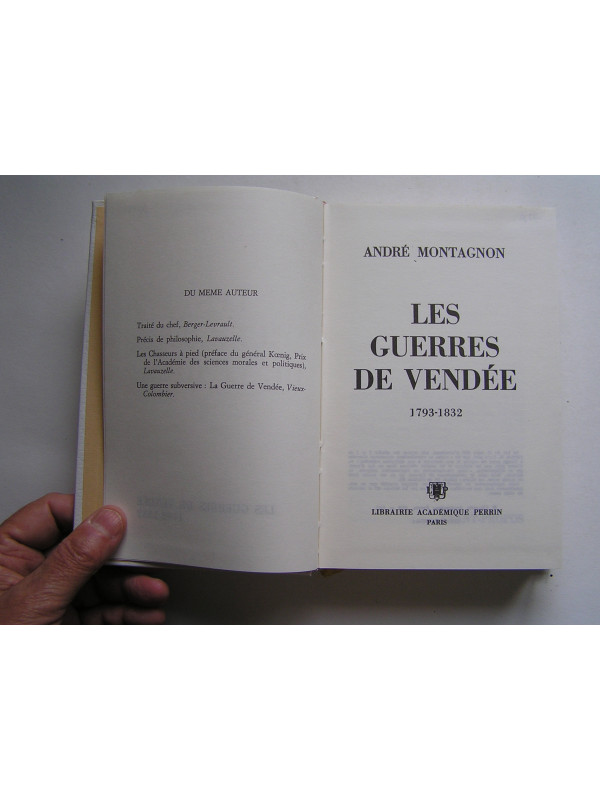 DU MEME AUTEUR
Traité du chef, Berger-Levrault.
Précis de philosophie, Lavauzelle.
Les Chasseurs à pied (préface du général Kœnig, Prix
de l'Académie des sciences morales et politiques),
Lavauzelle.
Une guerre subversive : La Guerre de Vendée, Vieux-
Colombier.
ANDRÉ MONTAGNON
LES
GUERRES
DE VENDÉE
1793-1832
LIBRAIRIE ACADÉMIQUE PERRIN
PARIS